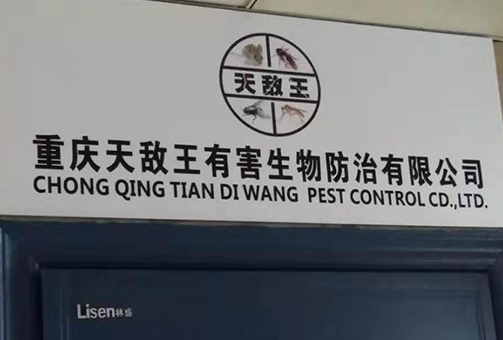 天敌王
重庆天敌王有害生物防治有限公司
CHONG QING TIAN DI WANG PEST CONTROL CD.,LTD.
Lisen林盛